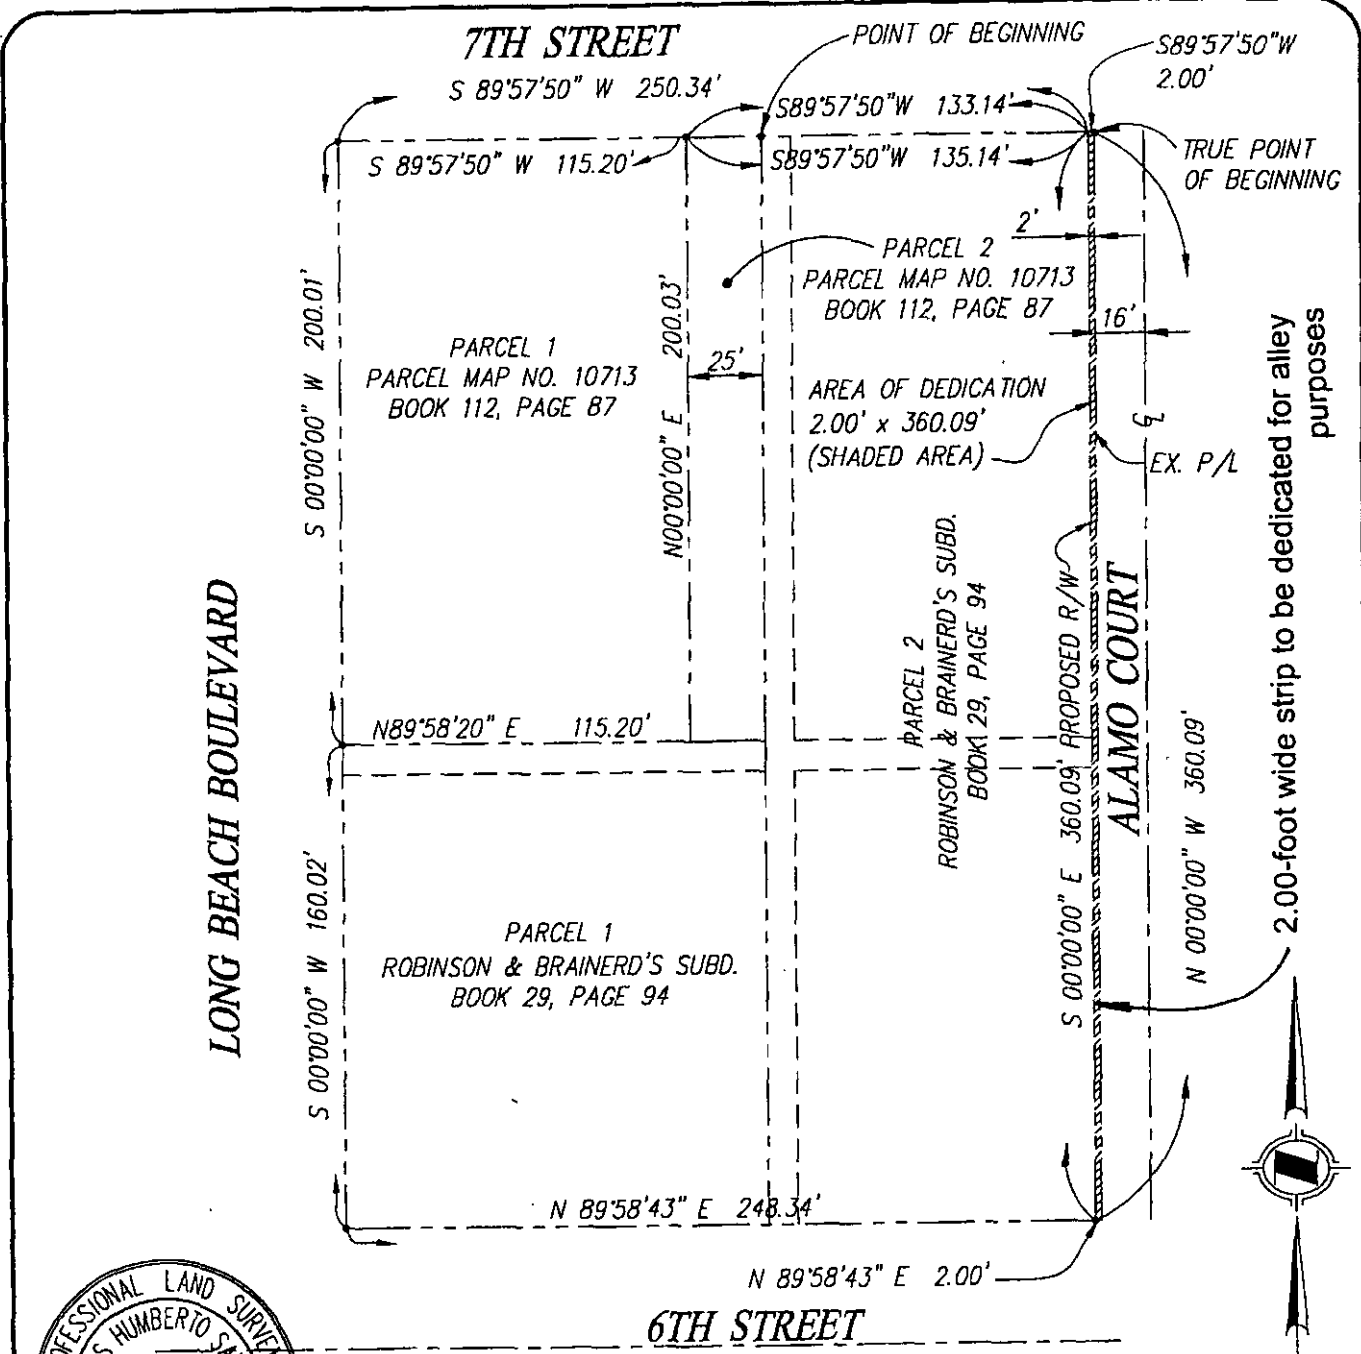 7TH STREET
POINT OF BEGINNING
S89°57'50"W
2.00'
S 89°57'50" W 250.34'
S89°57'50"W 133.14'
S 89°57'50" W 115.20'
S89°57'50"W 135.14'
TRUE POINT
OF BEGINNING
2'
PARCEL 2
PARCEL MAP NO. 10713
BOOK 112, PAGE 87
16'
S 00°00'00" W 200.01'
N00°00'00" E 200.03'
PARCEL 1
PARCEL MAP NO. 10713
BOOK 112, PAGE 87
25'
AREA OF DEDICATION
2.00' x 360.09'
(SHADED AREA)
EX. P/L
2.00-foot wide strip to be dedicated for alley
purposes
LONG BEACH BOULEVARD
PARCEL 2
ROBINSON & BRAINERD'S SUBD.
BOOK 29, PAGE 94
S 00°00'00" E 360.09' PROPOSED R/W
ALAMO COURT
N 00°00'00" W 360.09'
N89°58'20" E 115.20'
S 00°00'00" W 160.02'
PARCEL 1
ROBINSON & BRAINERD'S SUBD.
BOOK 29, PAGE 94
N 89°58'43" E 248.34'
N 89°58'43" E 2.00'
6TH STREET
PROFESSIONAL LAND
HUMBERTO